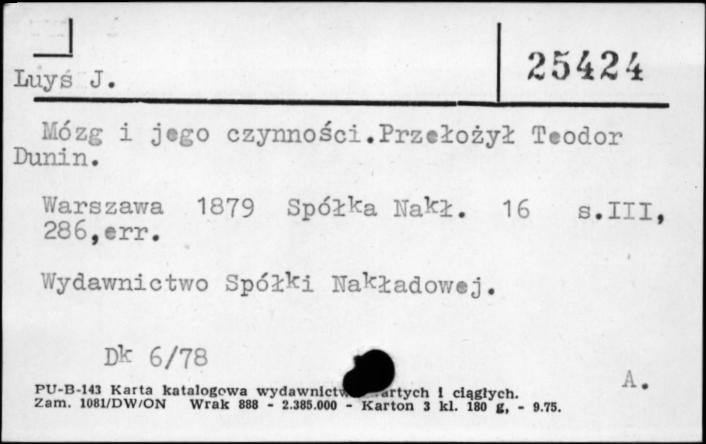 25424
Luyś J.
Mózg i jego czynności.Przełożył Teodor
Dunin.
Warszawa 1879 Spółka Nakł. 16 s.III,
286,err.
Wydawnictwo Spółki Nakładowej.
Dk 6/78
A.
PU-B-143 Karta katalogowa i ciągłych.
Zam. 1081/DW/ON Wrak 888 - 2.385.000 - Karton 3 kl. 180 g, - 9.75.